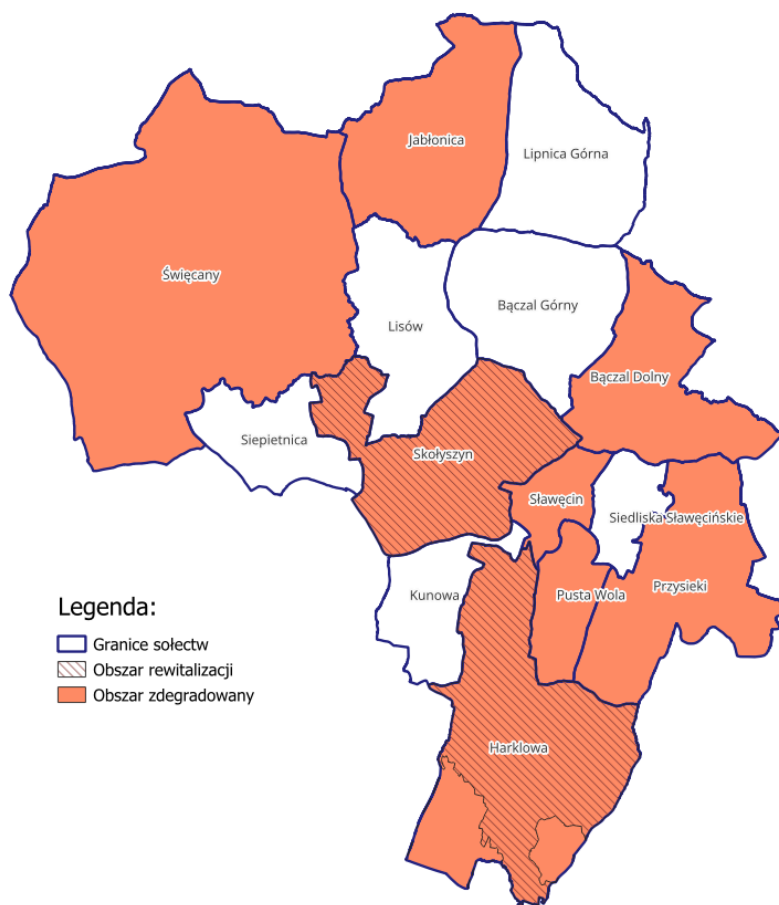 Jabłonica
Lipnica Górna
Święcany
Bączal Górny
Lisów
Bączal Dolny
Siepietnica
Skołyszyn
Sławęcin
Siedliska Sławęcińskie
Kunowa
Pusta Wola
Przysieki
Harklowa
Legenda:
Granice sołectw
Obszar rewitalizacji
Obszar zdegradowany